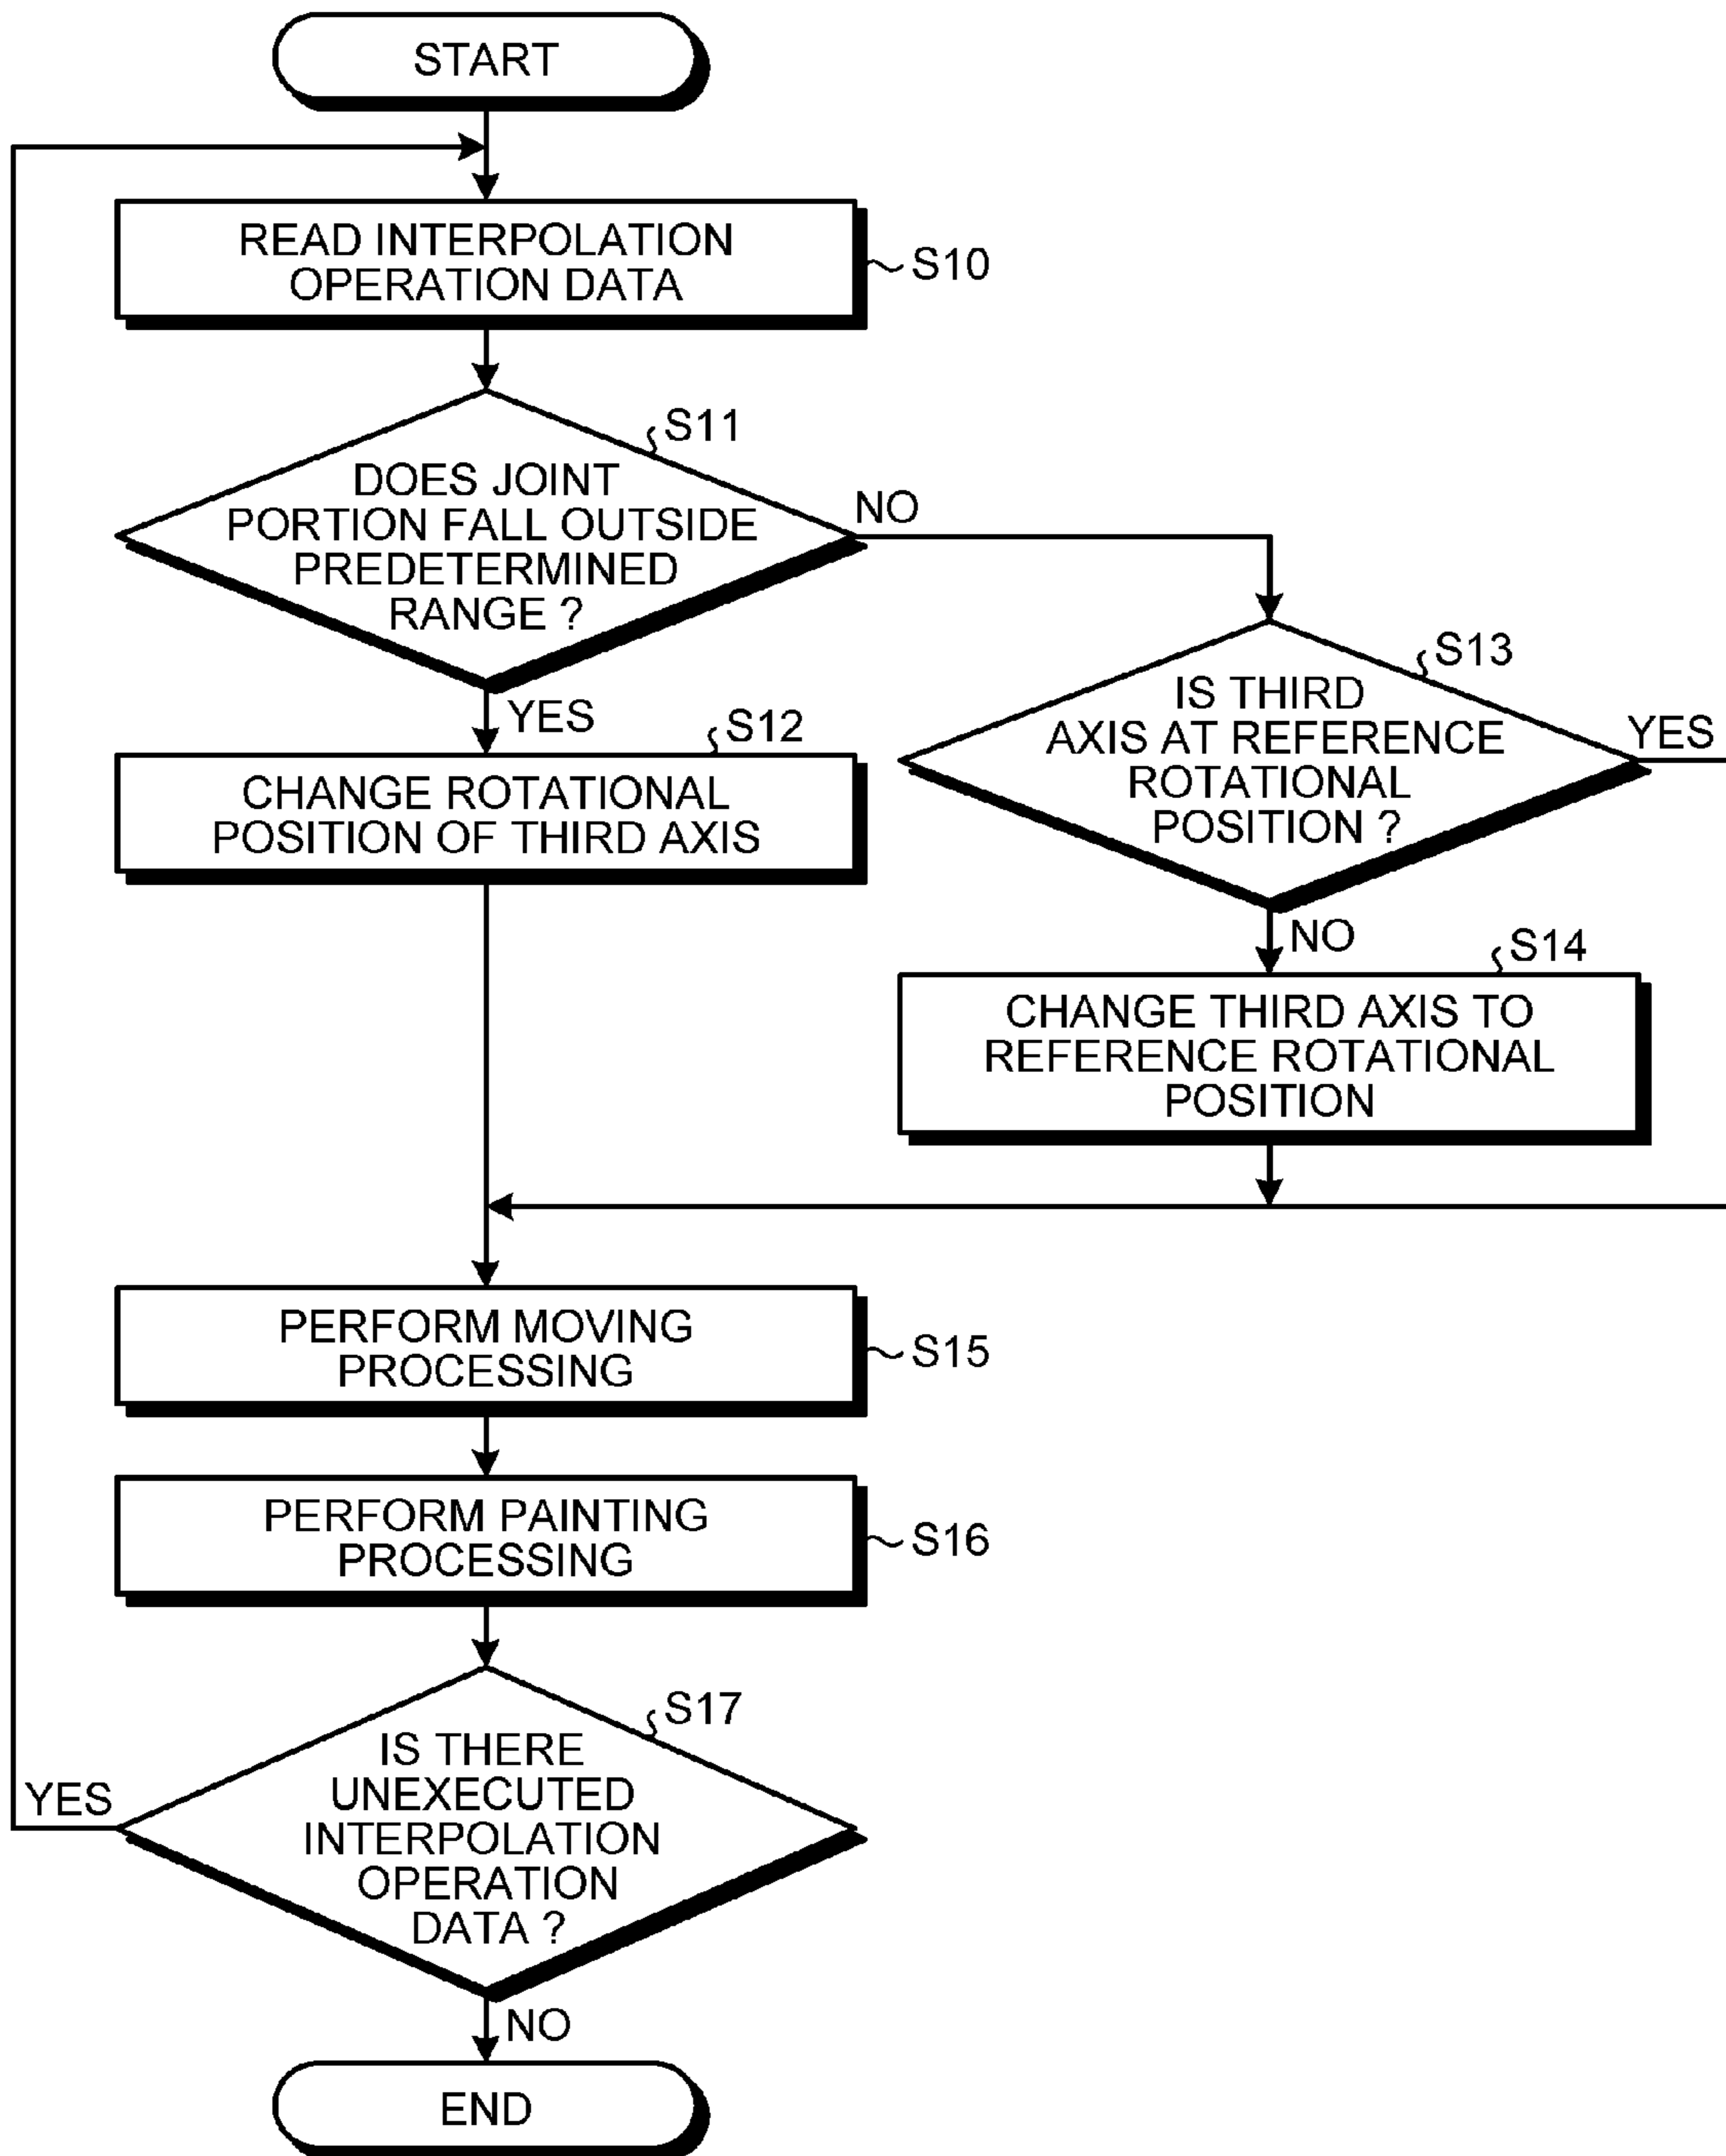 START
READ INTERPOLATION
OPERATION DATA
S10
S11
DOES JOINT
PORTION FALL OUTSIDE
PREDETERMINED
RANGE ?
NO
YES
S12
CHANGE ROTATIONAL
POSITION OF THIRD AXIS
S13
IS THIRD
AXIS AT REFERENCE
ROTATIONAL
POSITION ?
YES
NO
S14
CHANGE THIRD AXIS TO
REFERENCE ROTATIONAL
POSITION
PERFORM MOVING
PROCESSING
S15
PERFORM PAINTING
PROCESSING
S16
S17
IS THERE
UNEXECUTED
INTERPOLATION
OPERATION
DATA ?
YES
NO
END